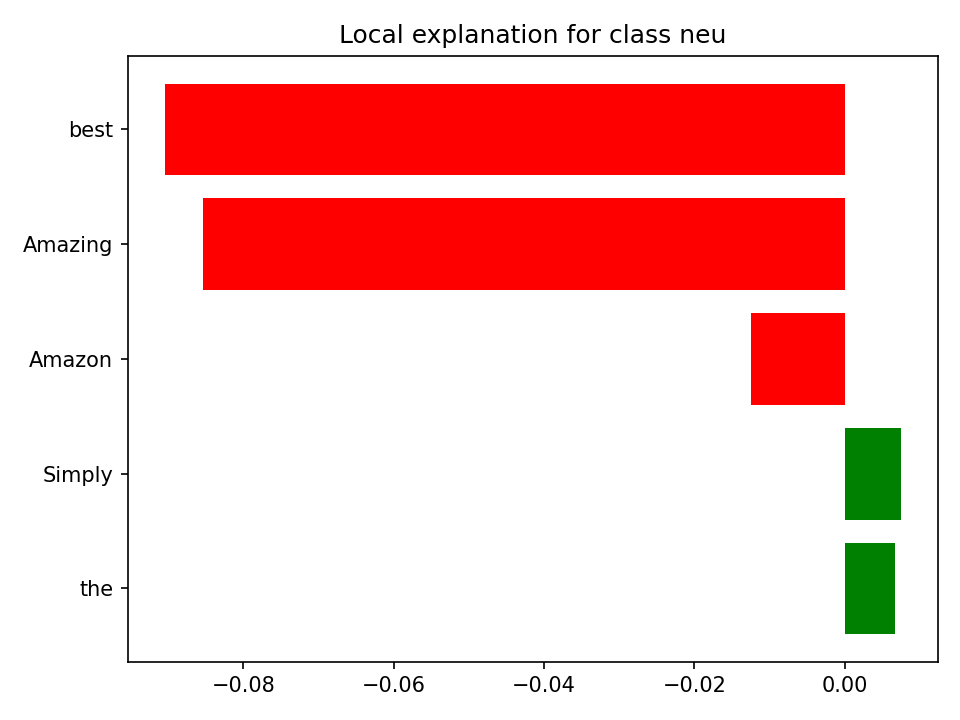 Local explanation for class neu
best
Amazing
Amazon
Simply
the
−0.08 −0.06 −0.04 −0.02 0.00